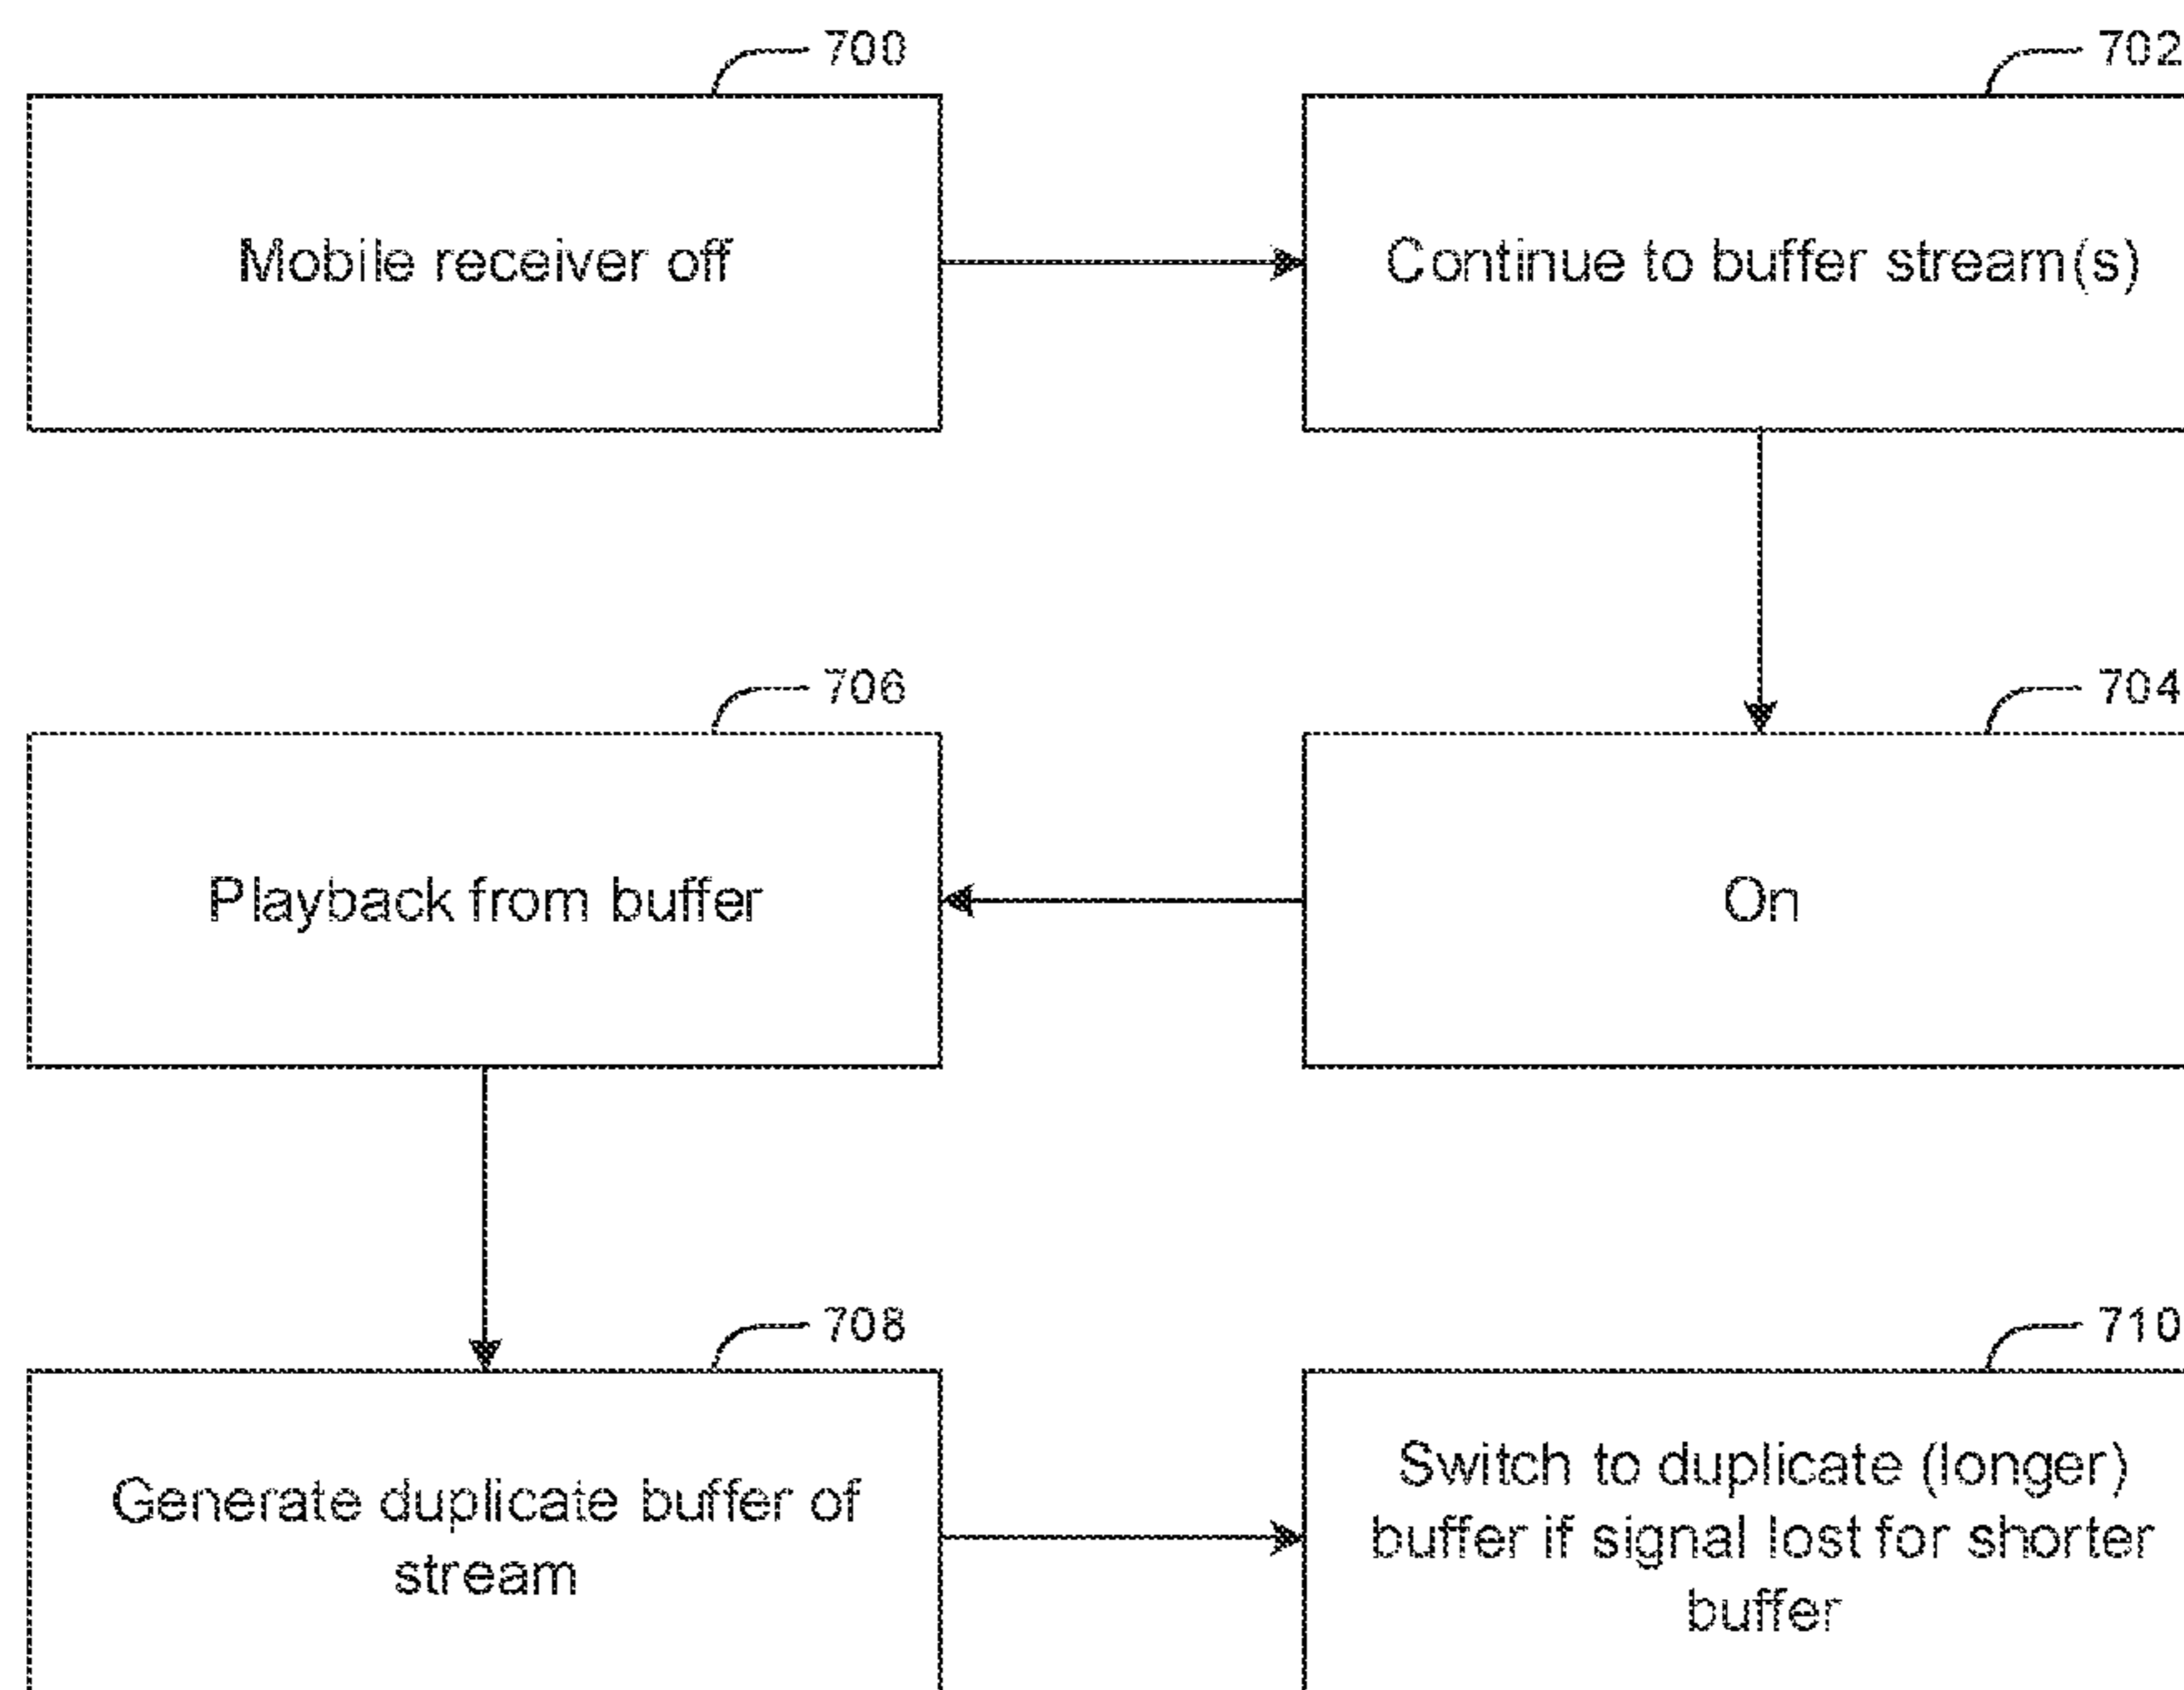 700
702
Mobile receiver off
Continue to buffer stream(s)
706
704
Playback from buffer
On
708
710
Generate duplicate buffer of
stream
Switch to duplicate (longer)
buffer if signal lost for shorter
buffer